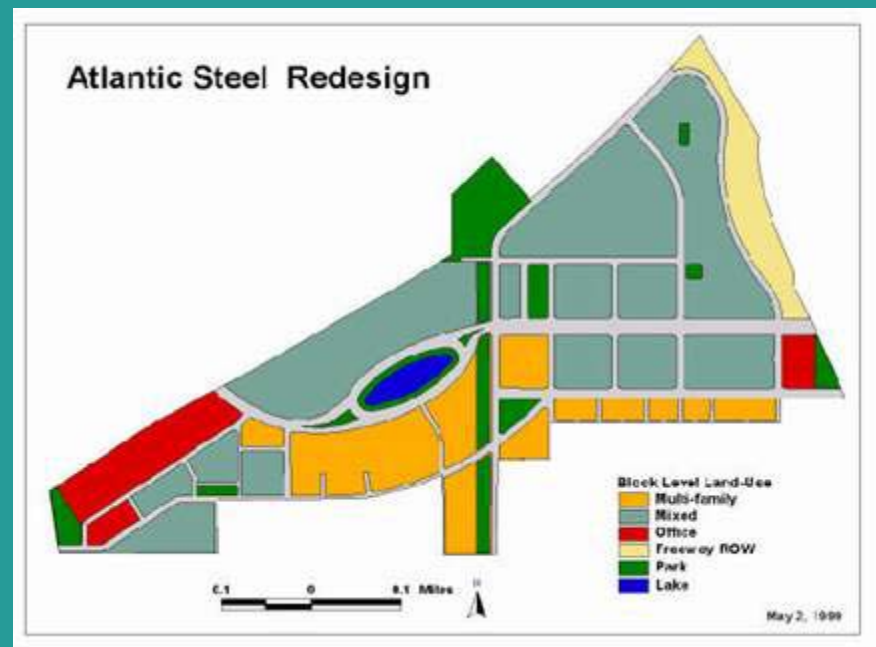 Atlantic Steel Redesign
Block Level Land-Use
Multi-family
Mixed
Office
Freeway ROW
Park
Lake
0.1 0 0.1 Miles
N
May 2, 1999